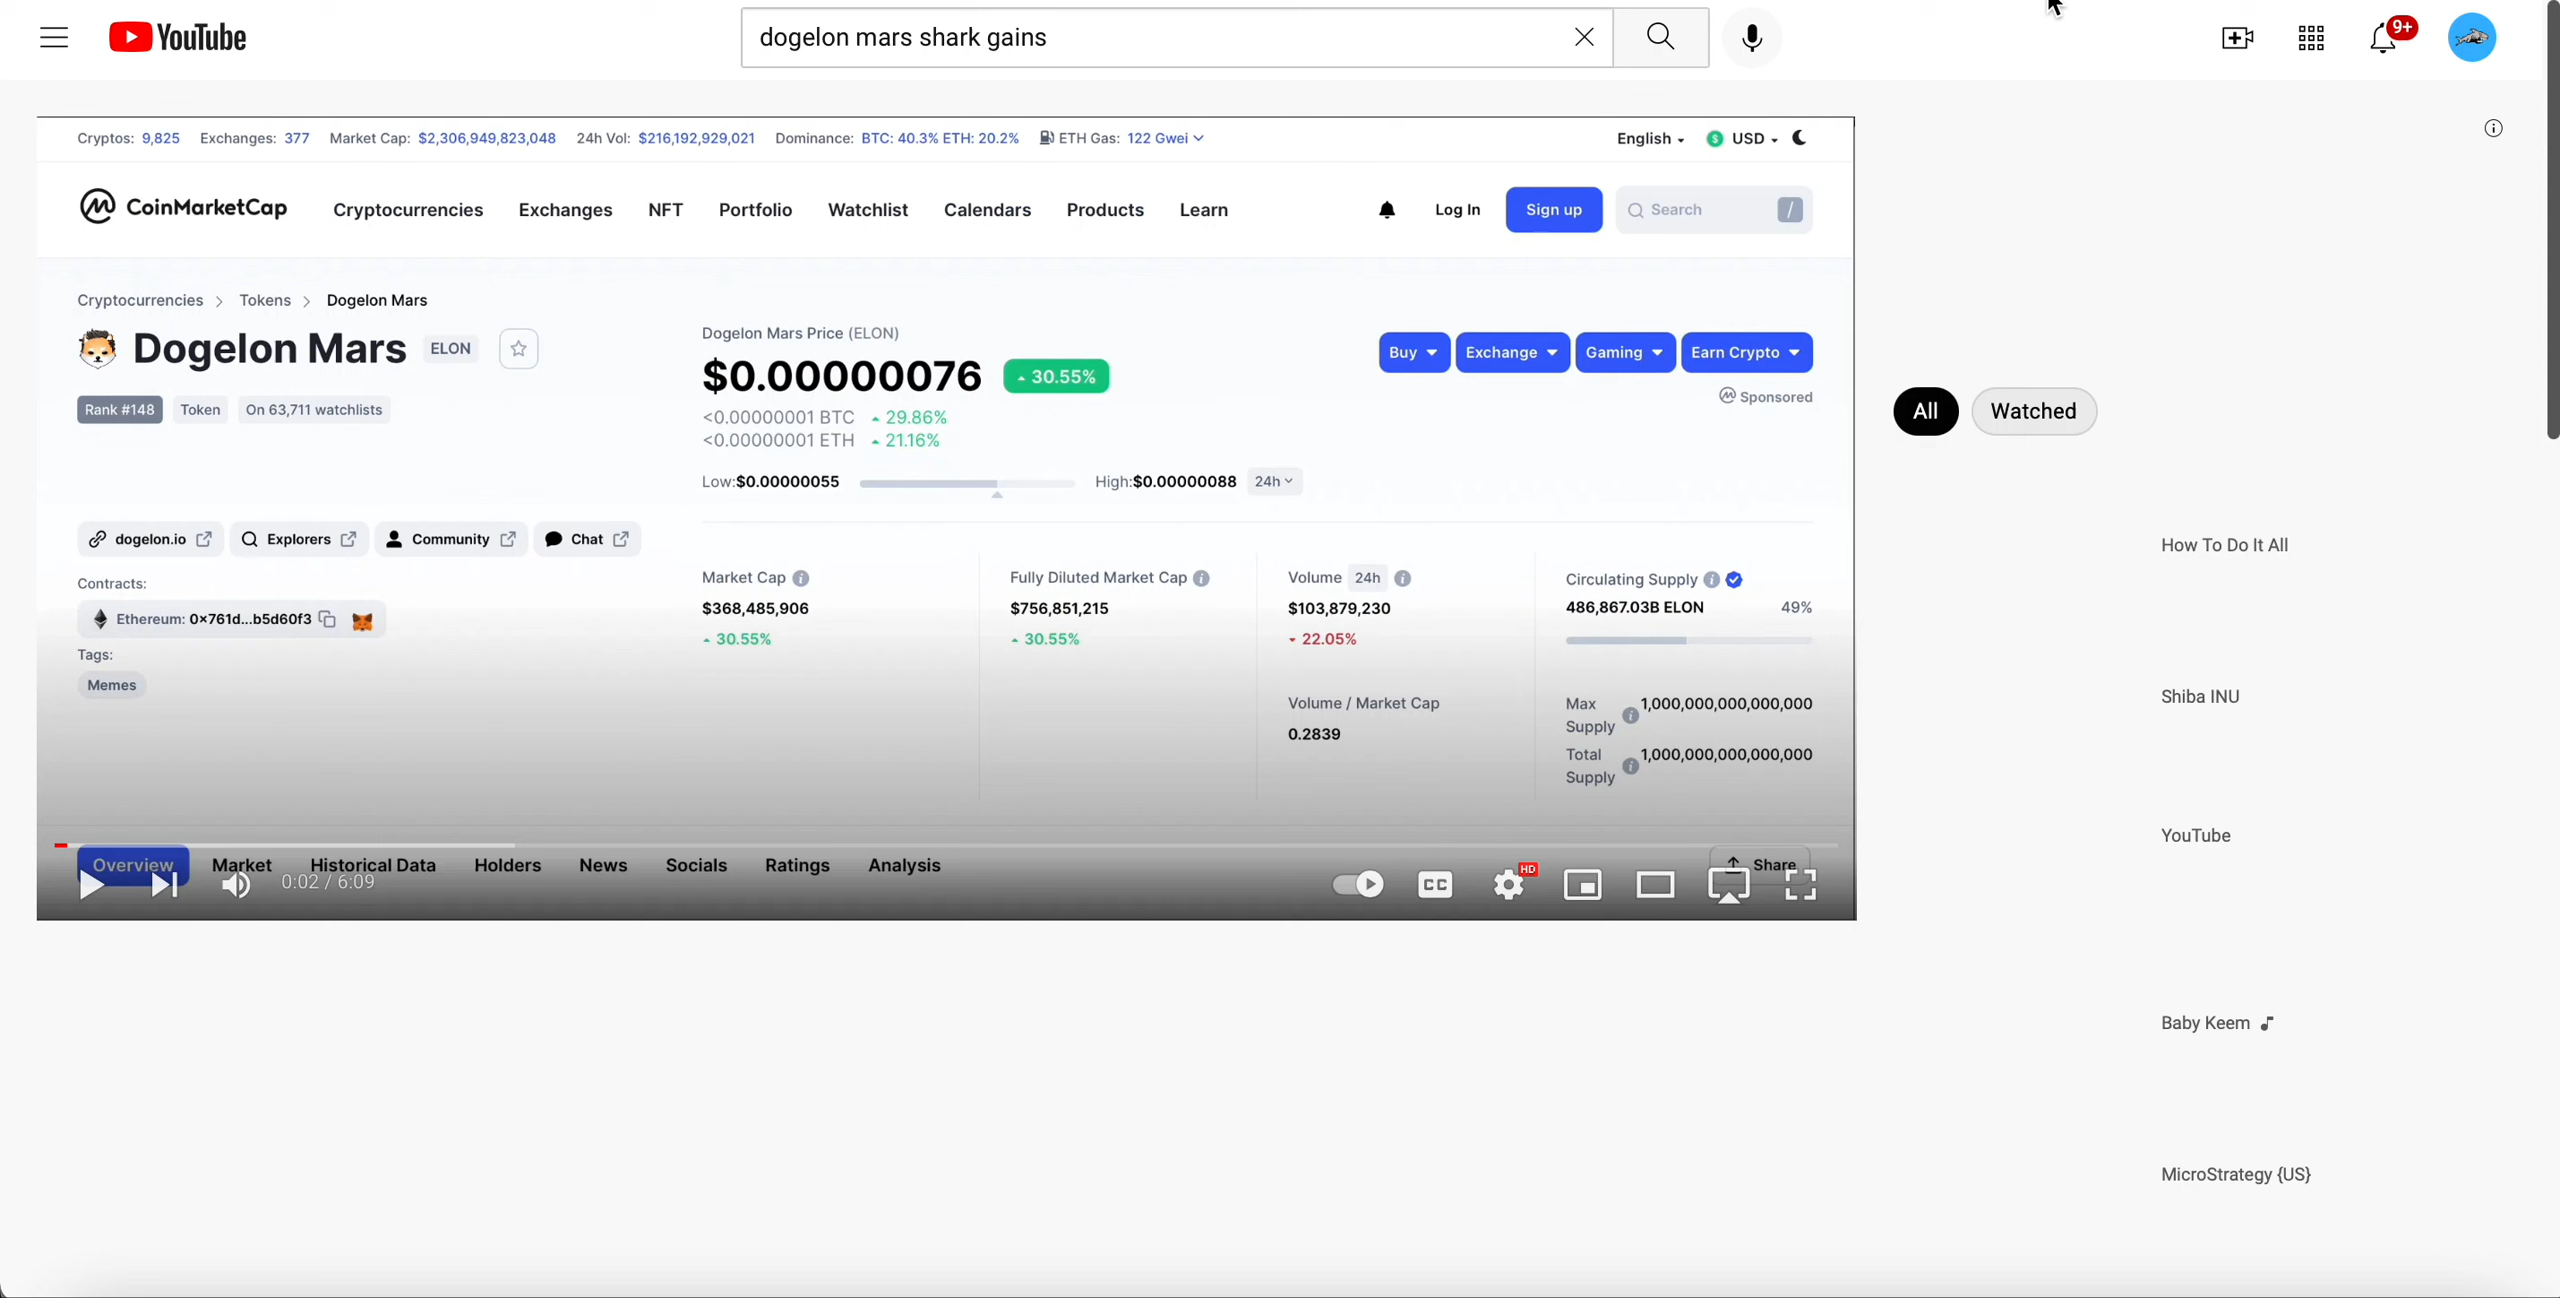 YouTube
dogelon mars shark gains
9+
Cryptos: 9,825 Exchanges: 377 Market Cap: $2,306,949,823,048 24h Vol: $216,192,929,021 Dominance: BTC: 40.3% ETH: 20.2% ETH Gas: 122 Gwei
English USD
CoinMarketCap Cryptocurrencies Exchanges NFT Portfolio Watchlist Calendars Products Learn
Log In Sign up Search /
Cryptocurrencies > Tokens > Dogelon Mars
Dogelon Mars ELON
Rank #148 Token On 63,711 watchlists
dogelon.io Explorers Community Chat
Contracts:
Ethereum: 0x761d...b5d60f3
Tags:
Memes
Dogelon Mars Price (ELON)
$0.00000076 30.55%
<0.00000001 BTC 29.86%
<0.00000001 ETH 21.16%
Low:$0.00000055 High:$0.00000088 24h
Buy Exchange Gaming Earn Crypto
Sponsored
Market Cap
$368,485,906
30.55%
Fully Diluted Market Cap
$756,851,215
30.55%
Volume 24h
$103,879,230
22.05%
Volume / Market Cap
0.2839
Circulating Supply
486,867.03B ELON 49%
Max Supply 1,000,000,000,000,000
Total Supply 1,000,000,000,000,000
Overview Market Historical Data Holders News Socials Ratings Analysis
Share
0:02 / 6:09
CC
HD
All Watched
How To Do It All
Shiba INU
YouTube
Baby Keem
MicroStrategy {US}